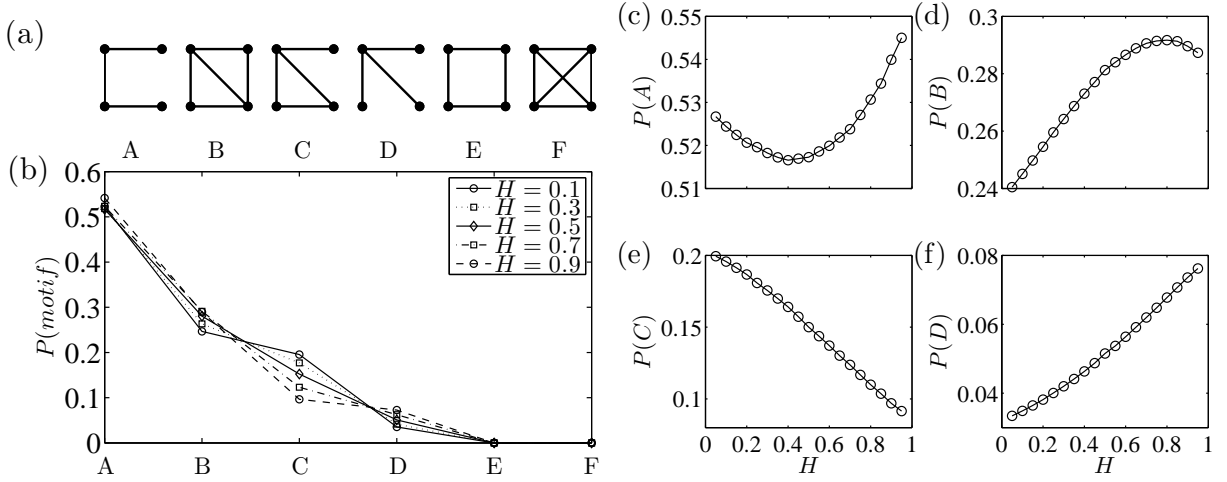 (a)
A B C D E F
(b)
P(motif)
0.6
0.5
0.4
0.3
0.2
0.1
0
A B C D E F
H = 0.1
H = 0.3
H = 0.5
H = 0.7
H = 0.9
(c)
P(A)
0.55
0.54
0.53
0.52
0.51
(d)
P(B)
0.3
0.28
0.26
0.24
(e)
P(C)
0.2
0.15
0.1
0 0.2 0.4 0.6 0.8 1
H
(f)
P(D)
0.08
0.06
0.04
0 0.2 0.4 0.6 0.8 1
H